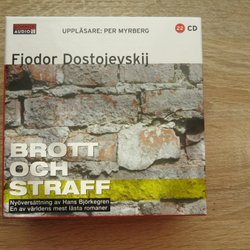 AUDIO
UPPLÄSARE: PER MYRBERG
22 CD
Fjodor Dostojevskij
BROTT
OCH
STRAFF
Nyöversättning av Hans Björkegren
En av världens mest lästa romaner